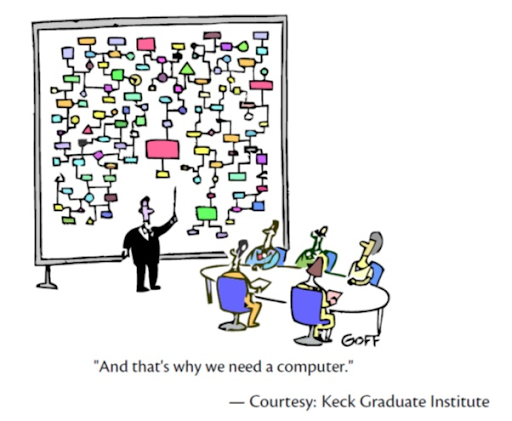 GOFF
"And that's why we need a computer."
— Courtesy: Keck Graduate Institute